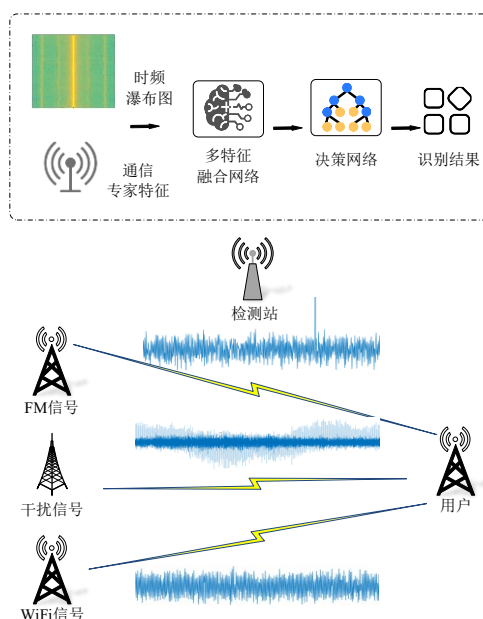 时频
瀑布图
通信
专家特征
多特征
融合网络
决策网络
识别结果
检测站
FM信号
干扰信号
用户
WiFi信号